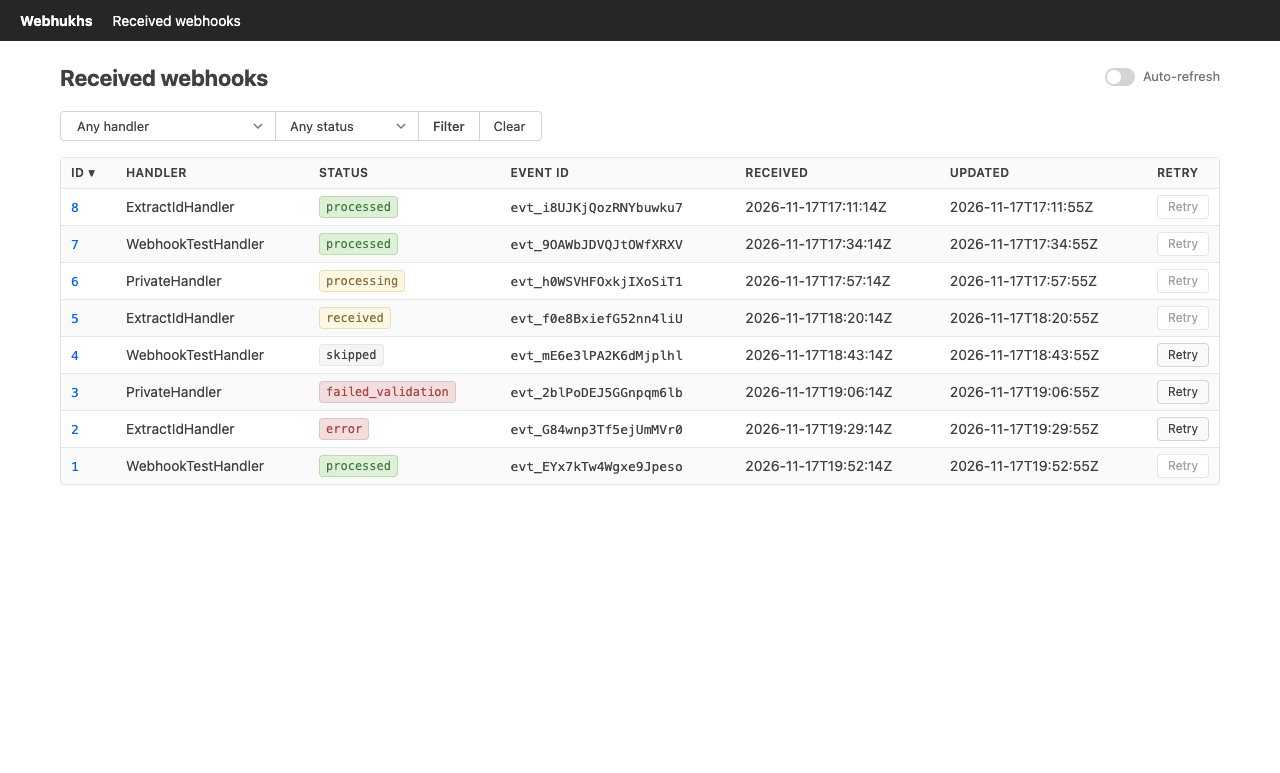 Webhukhs Received webhooks
Received webhooks
Auto-refresh
Any handler Any status Filter Clear
ID ▼ HANDLER STATUS EVENT ID RECEIVED UPDATED RETRY
8 ExtractIdHandler processed evt_i8UJKjQozRNYbuwku7 2026-11-17T17:11:14Z 2026-11-17T17:11:55Z Retry
7 WebhookTestHandler processed evt_9OAWbJDVQJtOWfXRXV 2026-11-17T17:34:14Z 2026-11-17T17:34:55Z Retry
6 PrivateHandler processing evt_h0WSVHFOxkjIXoSiT1 2026-11-17T17:57:14Z 2026-11-17T17:57:55Z Retry
5 ExtractIdHandler received evt_f0e8BxiefG52nn4liU 2026-11-17T18:20:14Z 2026-11-17T18:20:55Z Retry
4 WebhookTestHandler skipped evt_mE6e3lPA2K6dMjplhl 2026-11-17T18:43:14Z 2026-11-17T18:43:55Z Retry
3 PrivateHandler failed_validation evt_2blPoDEJ5GGnpqm6lb 2026-11-17T19:06:14Z 2026-11-17T19:06:55Z Retry
2 ExtractIdHandler error evt_G84wnp3Tf5ejUmMVr0 2026-11-17T19:29:14Z 2026-11-17T19:29:55Z Retry
1 WebhookTestHandler processed evt_EYx7kTw4Wgxe9Jpeso 2026-11-17T19:52:14Z 2026-11-17T19:52:55Z Retry